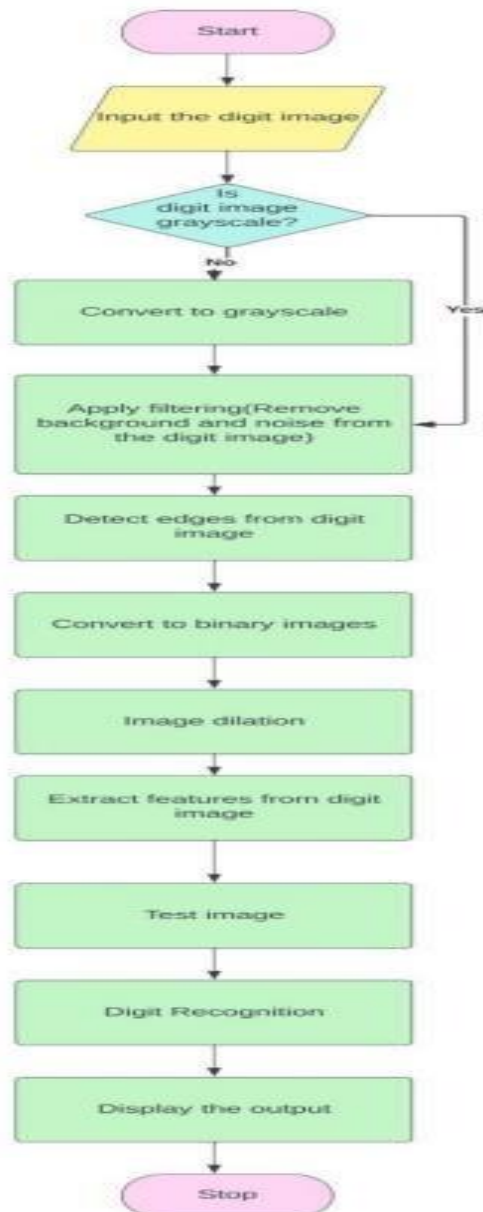 Start
Input the digit image
Is
digit image
grayscale?
No
Yes
Convert to grayscale
Apply filtering(Remove
background and noise from
the digit image)
Detect edges from digit
image
Convert to binary images
Image dilation
Extract features from digit
image
Test image
Digit Recognition
Display the output
Stop